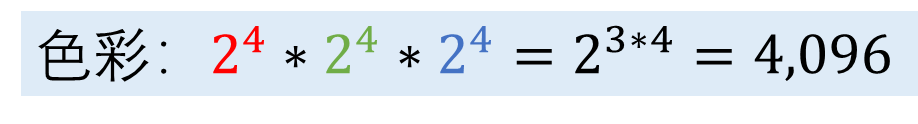 色彩：2⁴ * 2⁴ * 2⁴ = 2³*⁴ = 4,096